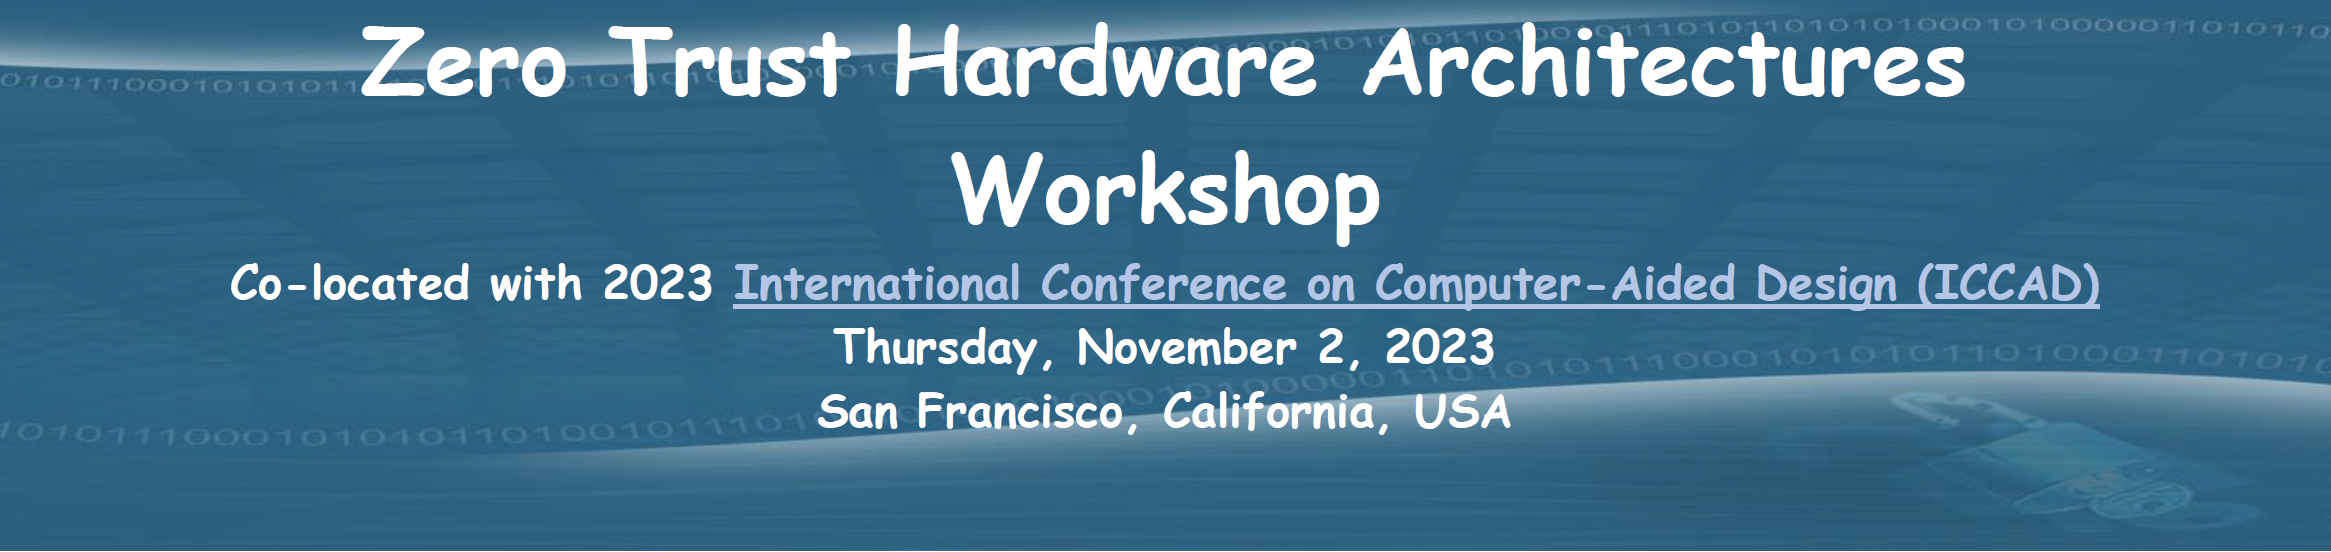 Zero Trust Hardware Architectures
Workshop
Co-located with 2023 International Conference on Computer-Aided Design (ICCAD)
Thursday, November 2, 2023
San Francisco, California, USA